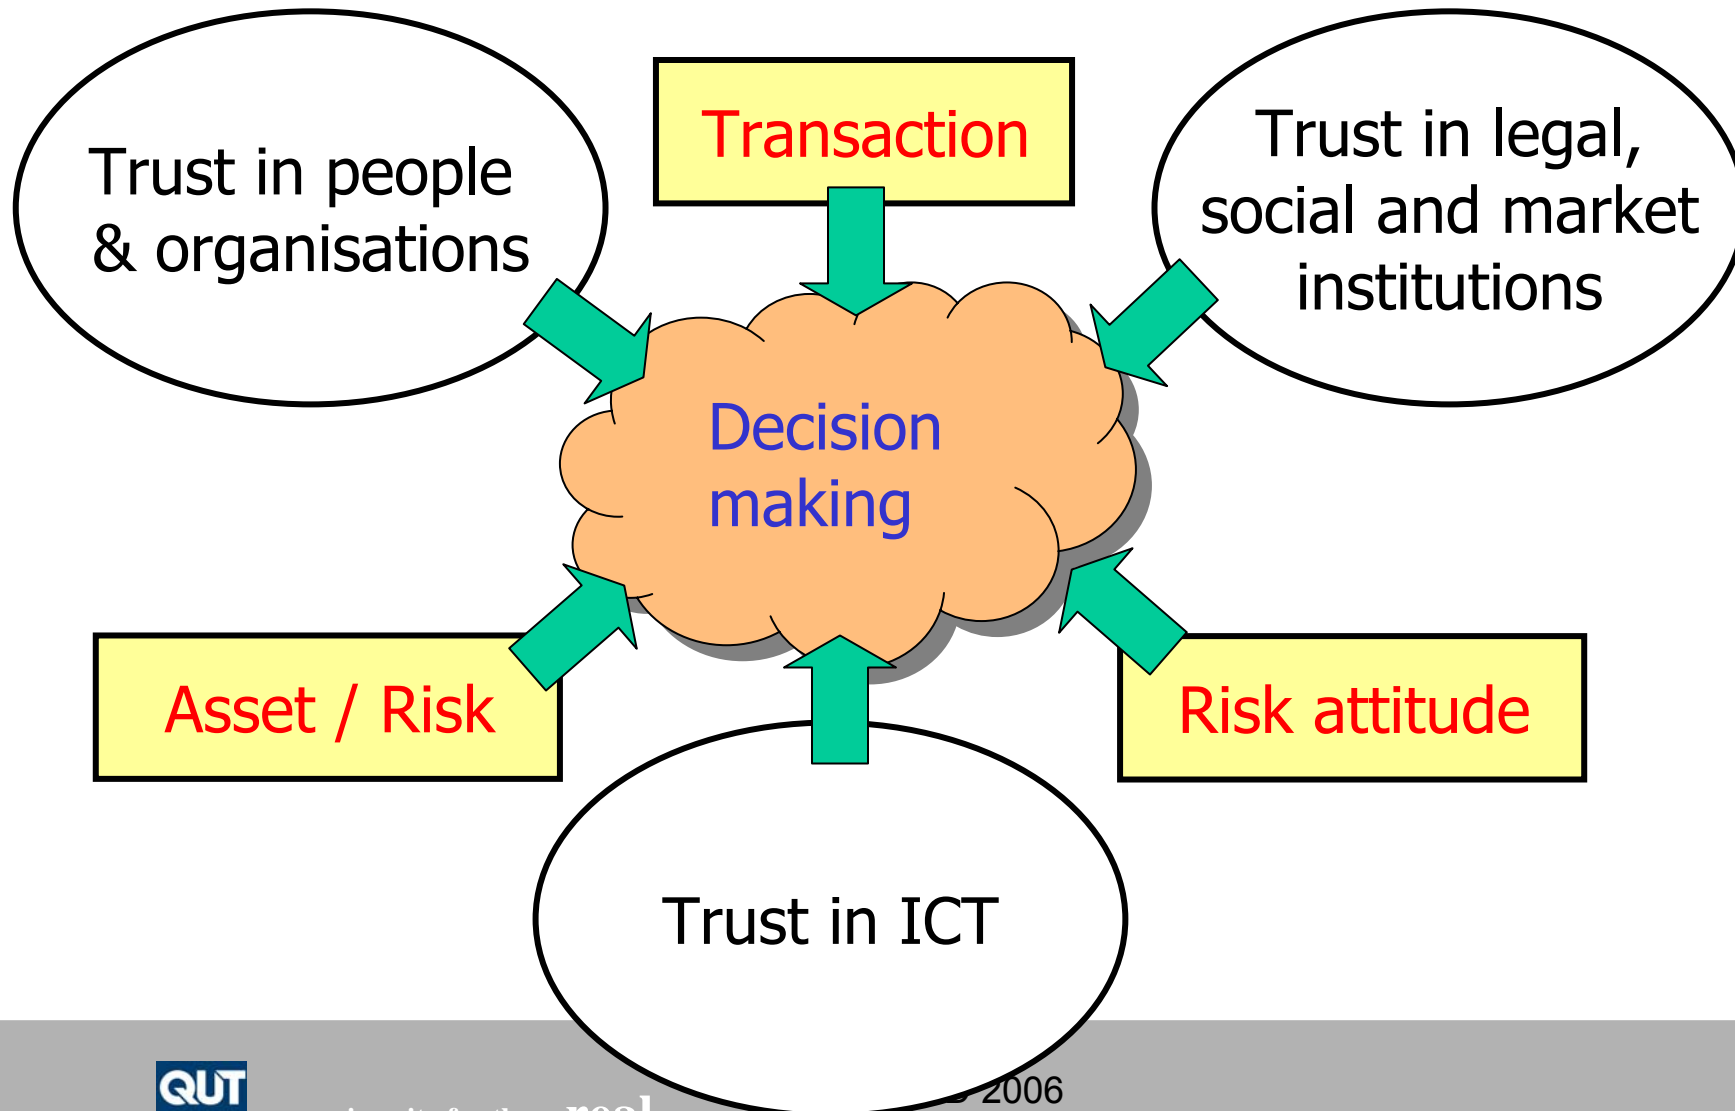 Trust in people
& organisations
Transaction
Trust in legal,
social and market
institutions
Decision
making
Asset / Risk
Risk attitude
Trust in ICT
QUT
2006